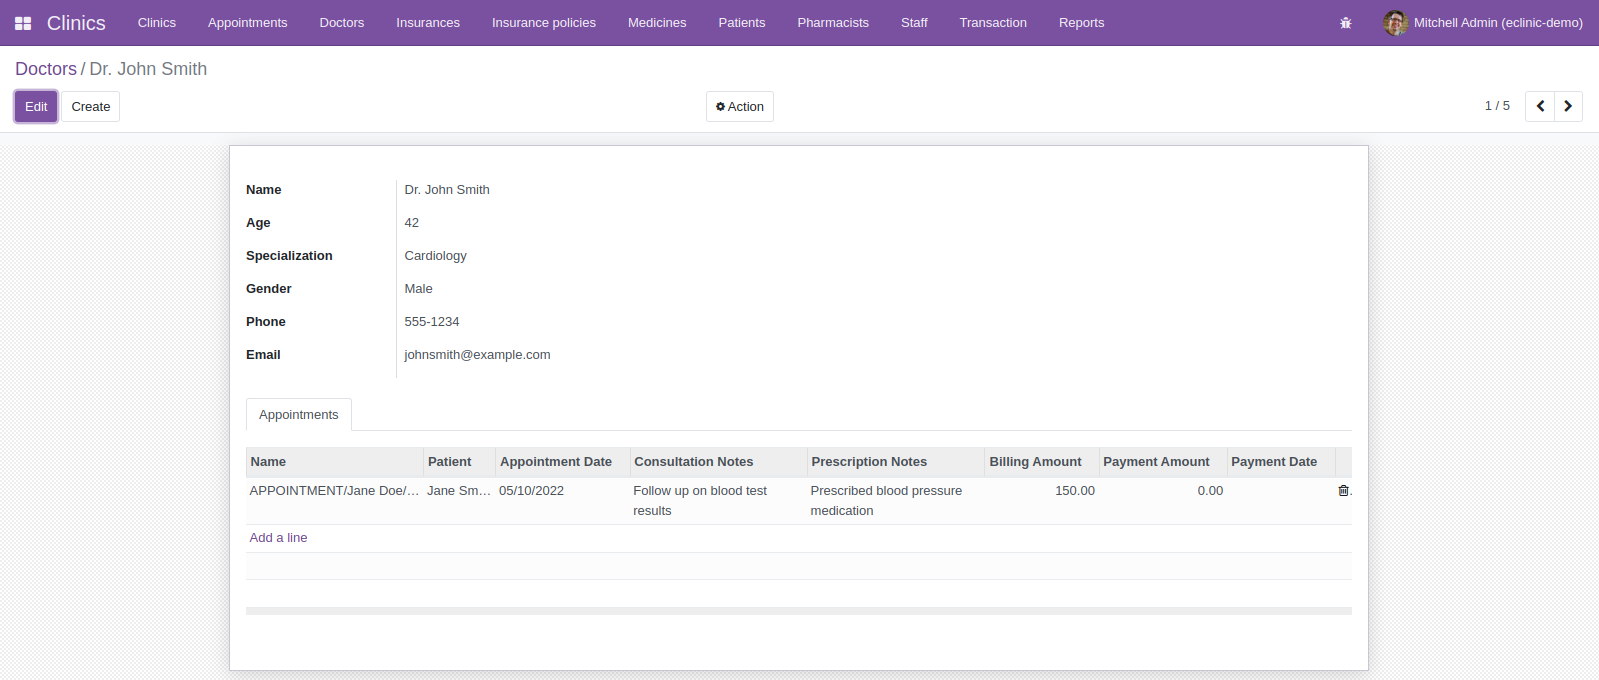 Clinics Clinics Appointments Doctors Insurances Insurance policies Medicines Patients Pharmacists Staff Transaction Reports Mitchell Admin (eclinic-demo)
Doctors / Dr. John Smith
Edit Create Action 1 / 5
Name Dr. John Smith
Age 42
Specialization Cardiology
Gender Male
Phone 555-1234
Email johnsmith@example.com
Appointments
Name Patient Appointment Date Consultation Notes Prescription Notes Billing Amount Payment Amount Payment Date
APPOINTMENT/Jane Doe/... Jane Sm... 05/10/2022 Follow up on blood test Prescribed blood pressure 150.00 0.00
results medication
Add a line